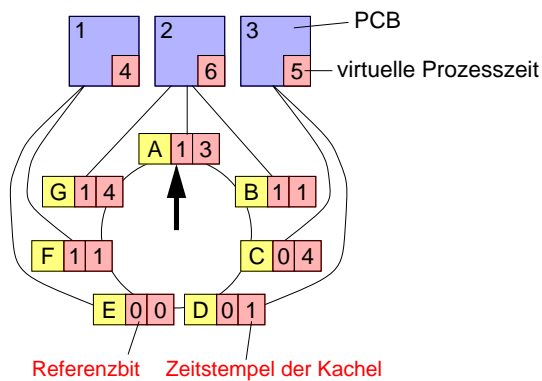 1 2 3 PCB
4 6 5 virtuelle Prozesszeit
A 1 3
G 1 4
B 1 1
F 1 1
C 0 4
E 0 0
D 0 1
Referenzbit Zeitstempel der Kachel